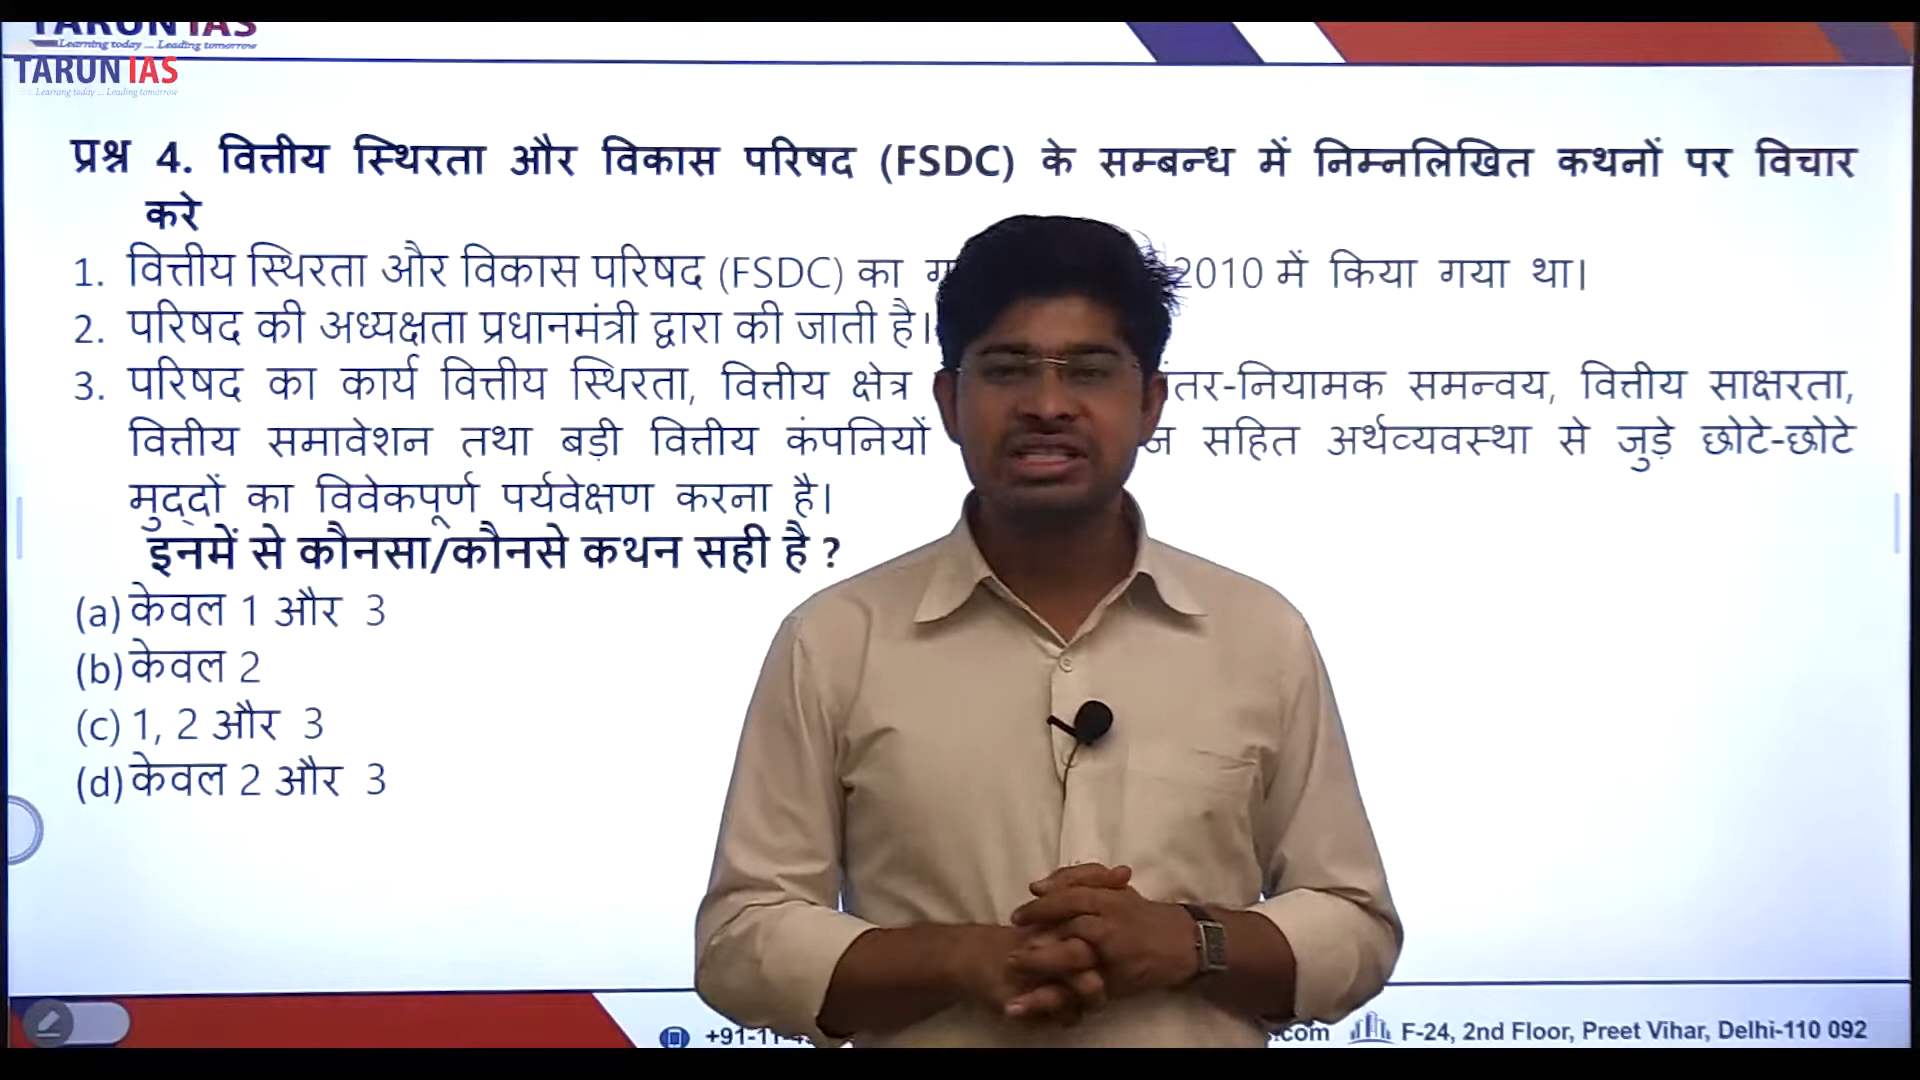 TARUN IAS
Learning today ... Leading tomorrow
TARUN IAS
Learning today ... Leading tomorrow
प्रश्न 4. वित्तीय स्थिरता और विकास परिषद (FSDC) के सम्बन्ध में निम्नलिखित कथनों पर विचार
करे
1. वित्तीय स्थिरता और विकास परिषद (FSDC) का 2010 में किया गया था।
2. परिषद की अध्यक्षता प्रधानमंत्री द्वारा की जाती है।
3. परिषद का कार्य वित्तीय स्थिरता, वित्तीय क्षेत्र तर-नियामक समन्वय, वित्तीय साक्षरता,
वित्तीय समावेशन तथा बड़ी वित्तीय कंपनियों ज सहित अर्थव्यवस्था से जुड़े छोटे-छोटे
मुद्दों का विवेकपूर्ण पर्यवेक्षण करना है।
इनमें से कौनसा/कौनसे कथन सही है ?
(a) केवल 1 और 3
(b) केवल 2
(c) 1, 2 और 3
(d) केवल 2 और 3
+91-11-4 .com F-24, 2nd Floor, Preet Vihar, Delhi-110 092